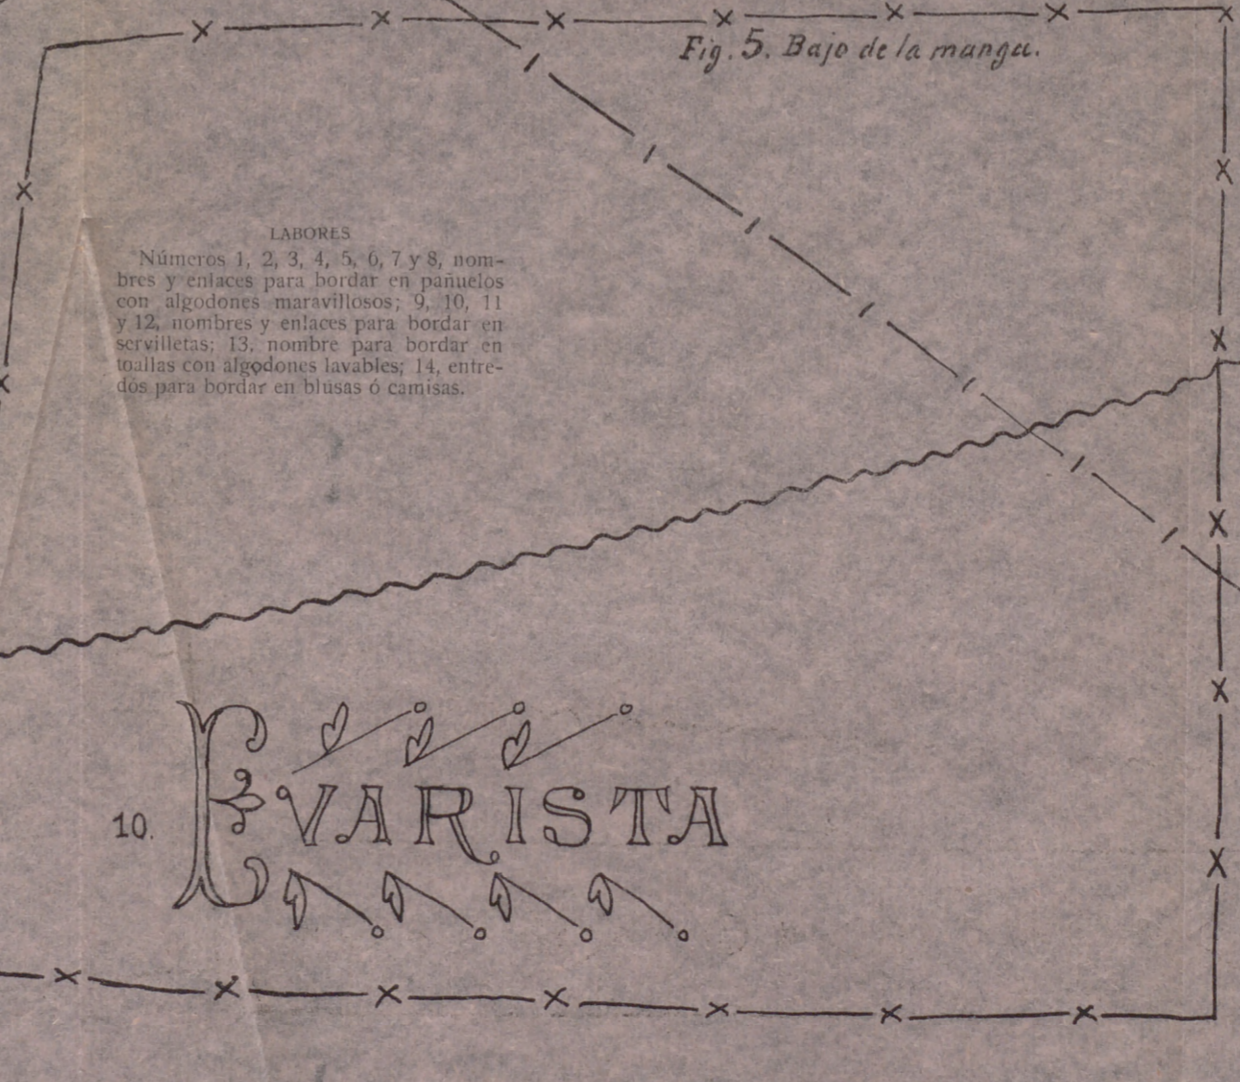 Fig. 5. Bajo de la manga.
LABORES
Números 1, 2, 3, 4, 5, 6, 7 y 8, nom-
bres y enlaces para bordar en pañuelos
con algodones maravillosos; 9, 10, 11
y 12, nombres y enlaces para bordar en
servilletas; 13, nombre para bordar en
toallas con algodones lavables; 14, entre-
dós para bordar en blusas ó camisas.
10. EVARISTA